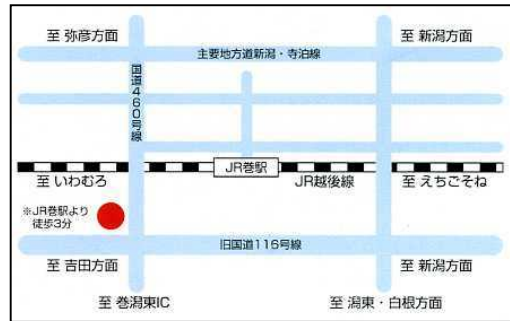 至 弥彦方面
至 新潟方面
主要地方道新潟・寺泊線
国道460号線
JR巻駅
至 いわむろ
JR越後線
至 えちごそね
※JR巻駅より
徒歩3分
旧国道116号線
至 吉田方面
至 新潟方面
至 巻潟東IC
至 潟東・白根方面